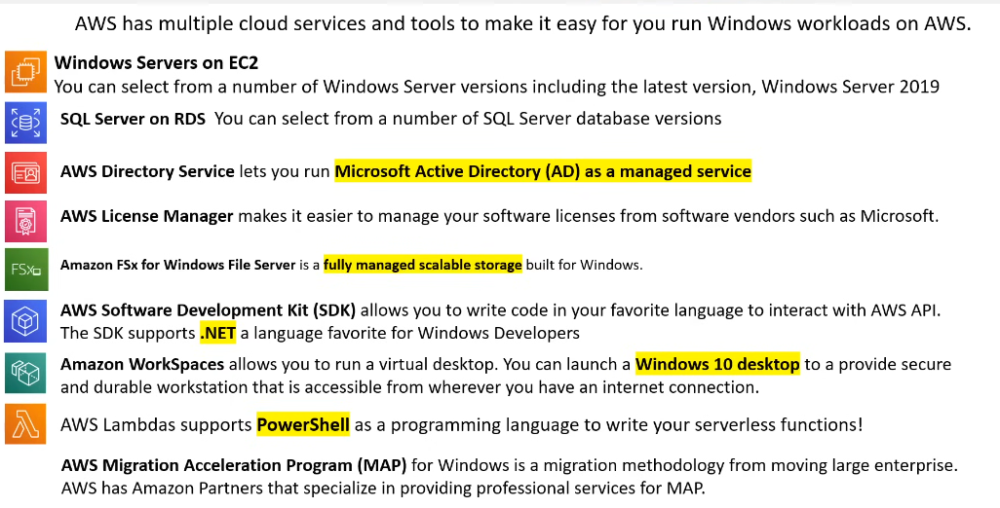 AWS has multiple cloud services and tools to make it easy for you run Windows workloads on AWS.
Windows Servers on EC2
You can select from a number of Windows Server versions including the latest version, Windows Server 2019
SQL Server on RDS You can select from a number of SQL Server database versions
AWS Directory Service lets you run Microsoft Active Directory (AD) as a managed service
AWS License Manager makes it easier to manage your software licenses from software vendors such as Microsoft.
FSx
Amazon FSx for Windows File Server is a fully managed scalable storage built for Windows.
AWS Software Development Kit (SDK) allows you to write code in your favorite language to interact with AWS API.
The SDK supports .NET a language favorite for Windows Developers
Amazon WorkSpaces allows you to run a virtual desktop. You can launch a Windows 10 desktop to a provide secure
and durable workstation that is accessible from wherever you have an internet connection.
AWS Lambdas supports PowerShell as a programming language to write your serverless functions!
AWS Migration Acceleration Program (MAP) for Windows is a migration methodology from moving large enterprise.
AWS has Amazon Partners that specialize in providing professional services for MAP.